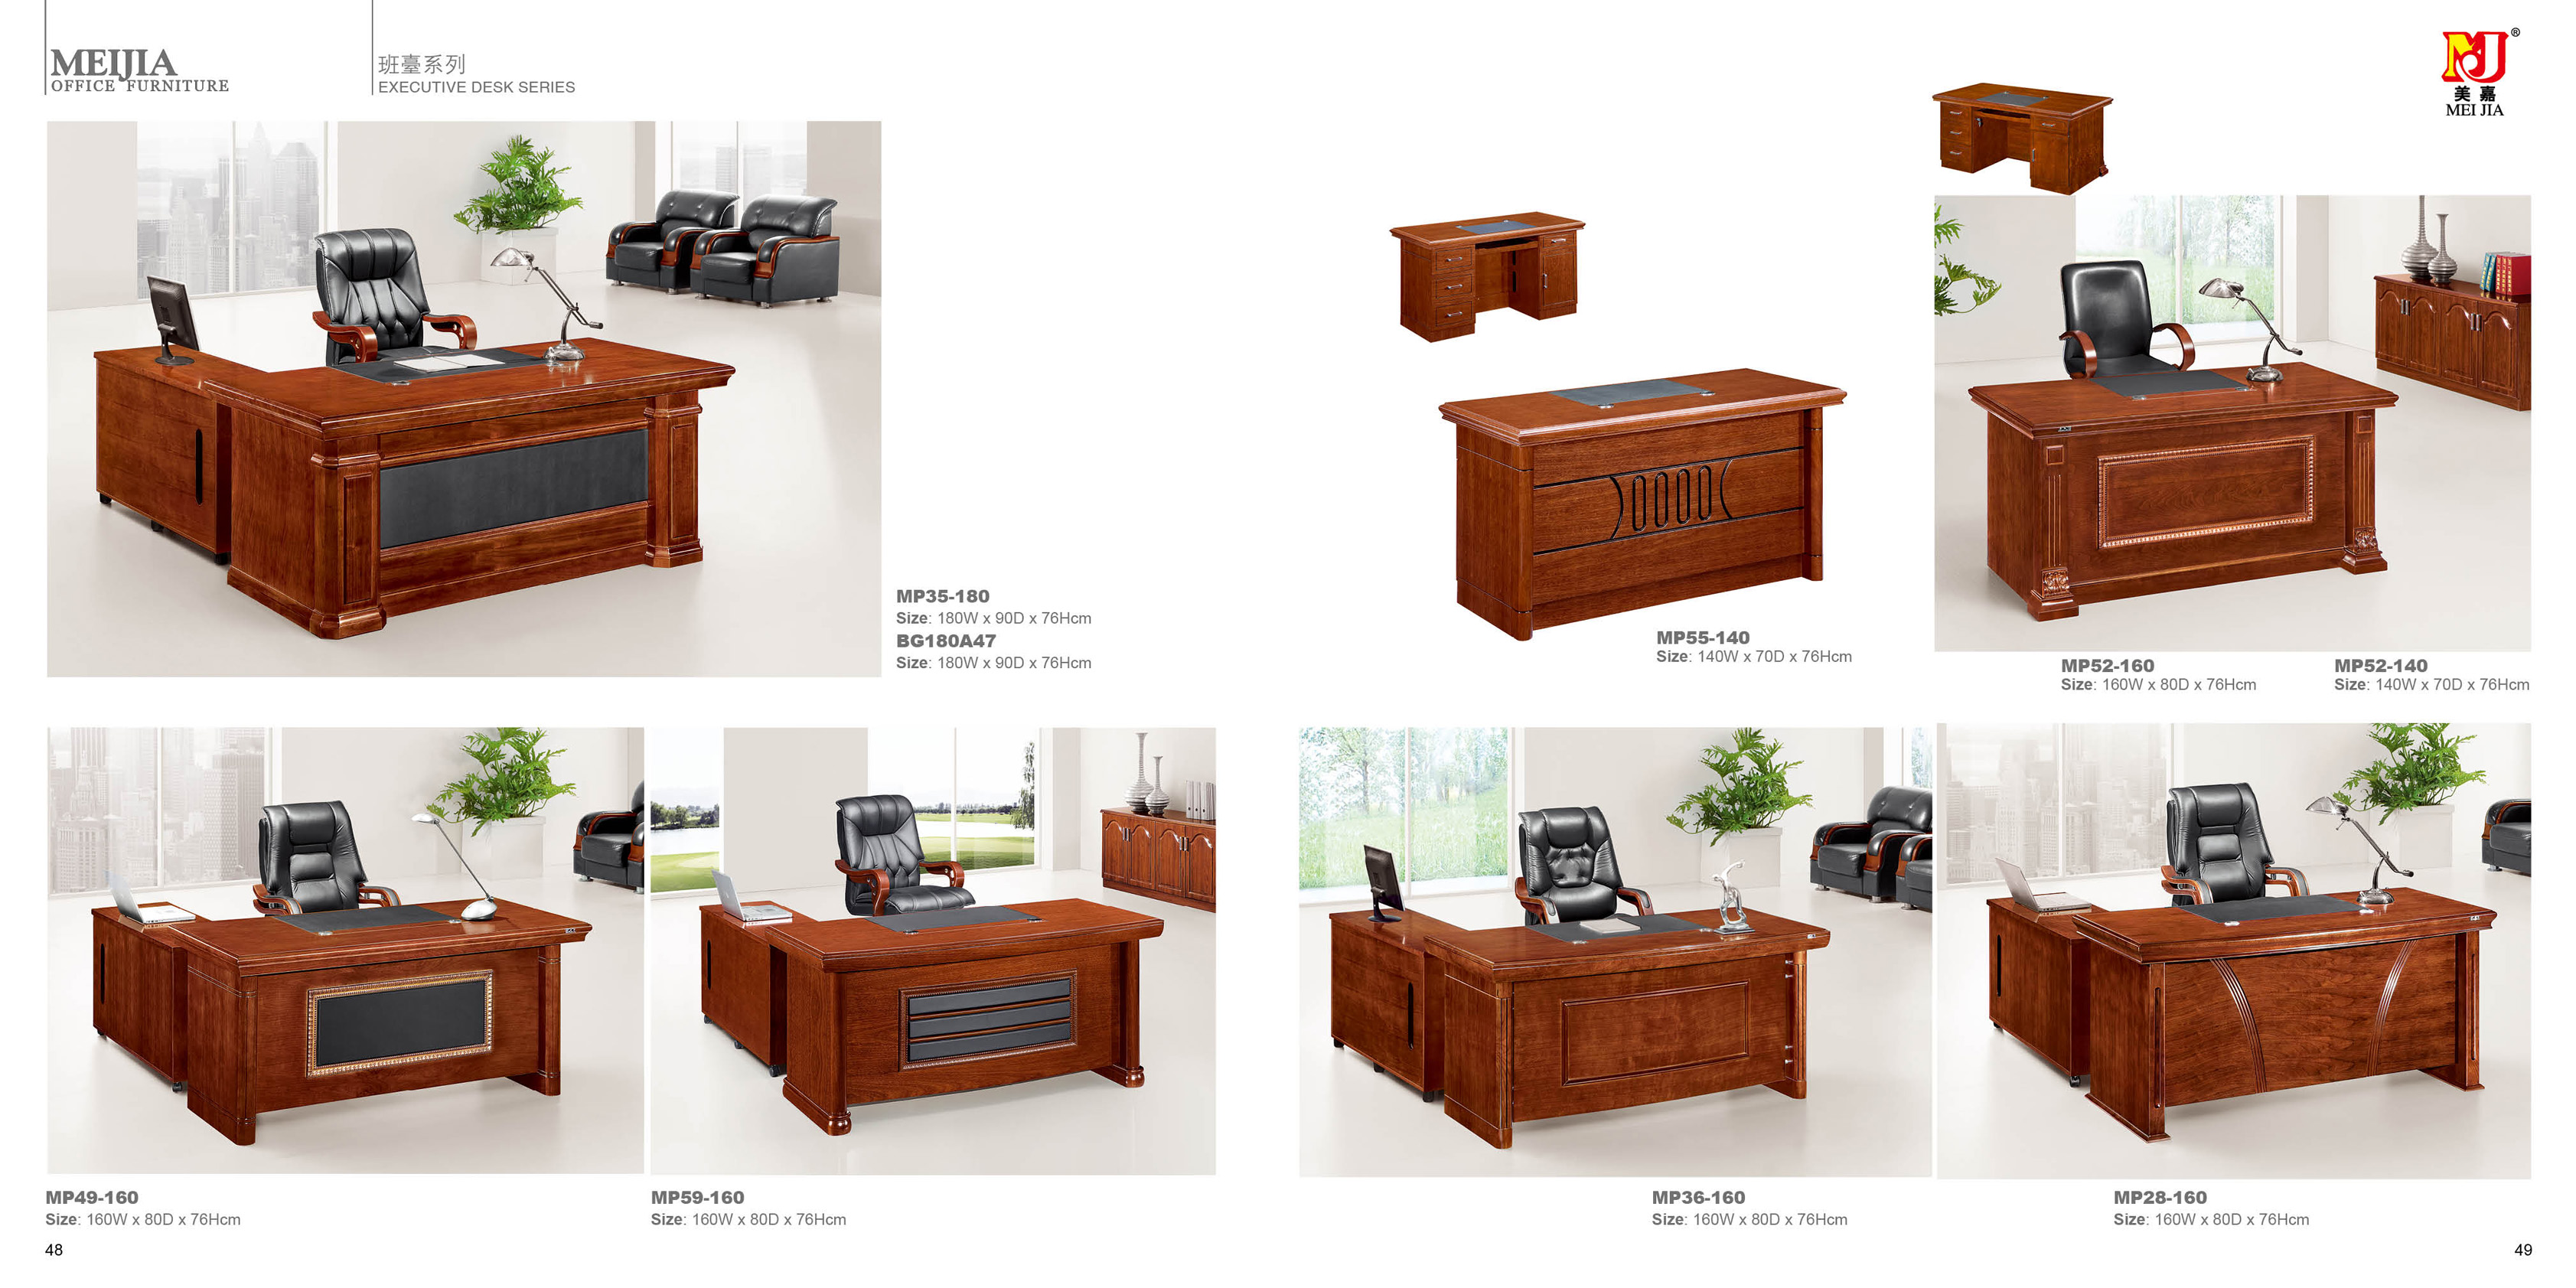 MEIJIA
OFFICE FURNITURE
班臺系列
EXECUTIVE DESK SERIES
MJ®
美嘉
MEI JIA
MP35-180
Size: 180W x 90D x 76Hcm
BG180A47
Size: 180W x 90D x 76Hcm
MP55-140
Size: 140W x 70D x 76Hcm
MP52-160
Size: 160W x 80D x 76Hcm
MP52-140
Size: 140W x 70D x 76Hcm
MP49-160
Size: 160W x 80D x 76Hcm
MP59-160
Size: 160W x 80D x 76Hcm
MP36-160
Size: 160W x 80D x 76Hcm
MP28-160
Size: 160W x 80D x 76Hcm
48
49